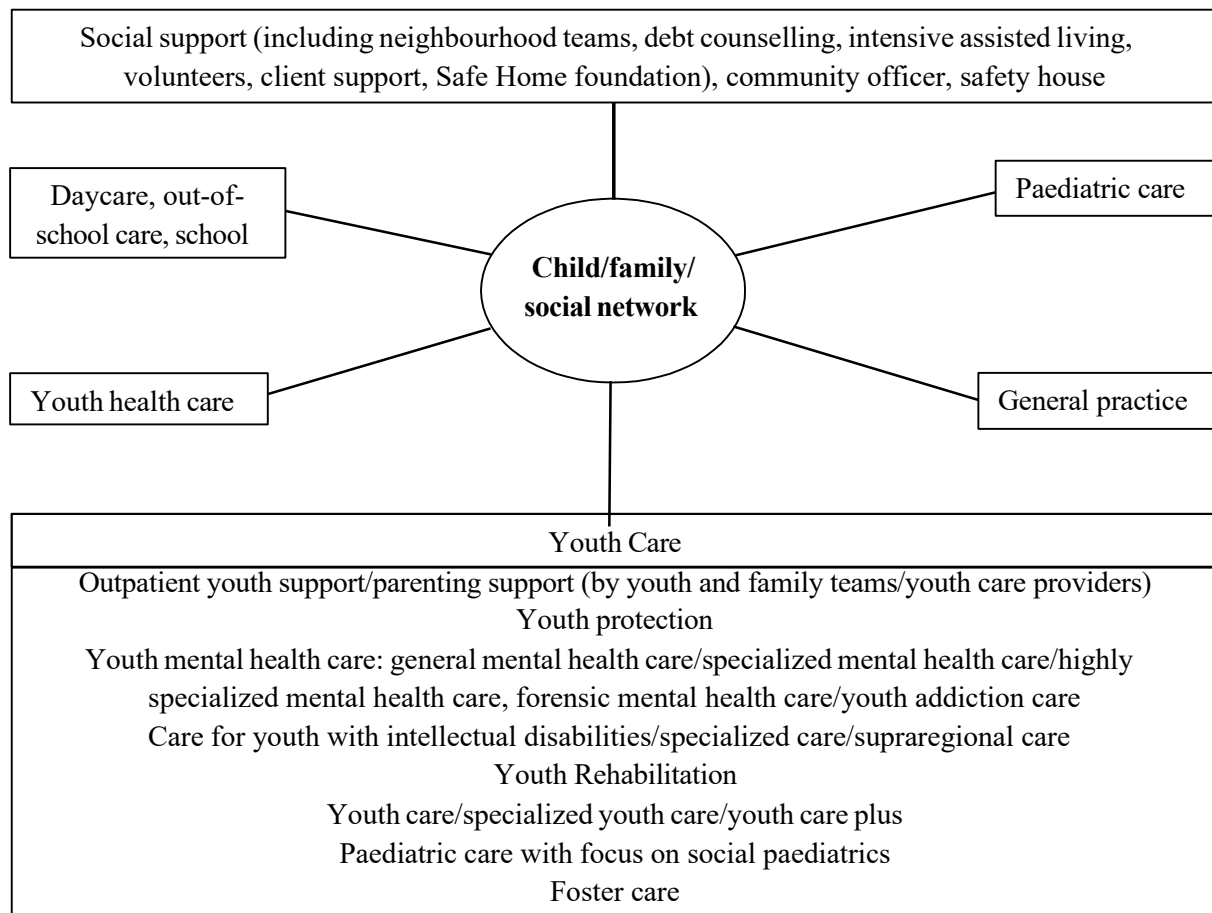 Social support (including neighbourhood teams, debt counselling, intensive assisted living,
volunteers, client support, Safe Home foundation), community officer, safety house
Daycare, out-of-
school care, school
Paediatric care
Child/family/
social network
Youth health care
General practice
Youth Care
Outpatient youth support/parenting support (by youth and family teams/youth care providers)
Youth protection
Youth mental health care: general mental health care/specialized mental health care/highly
specialized mental health care, forensic mental health care/youth addiction care
Care for youth with intellectual disabilities/specialized care/supraregional care
Youth Rehabilitation
Youth care/specialized youth care/youth care plus
Paediatric care with focus on social paediatrics
Foster care